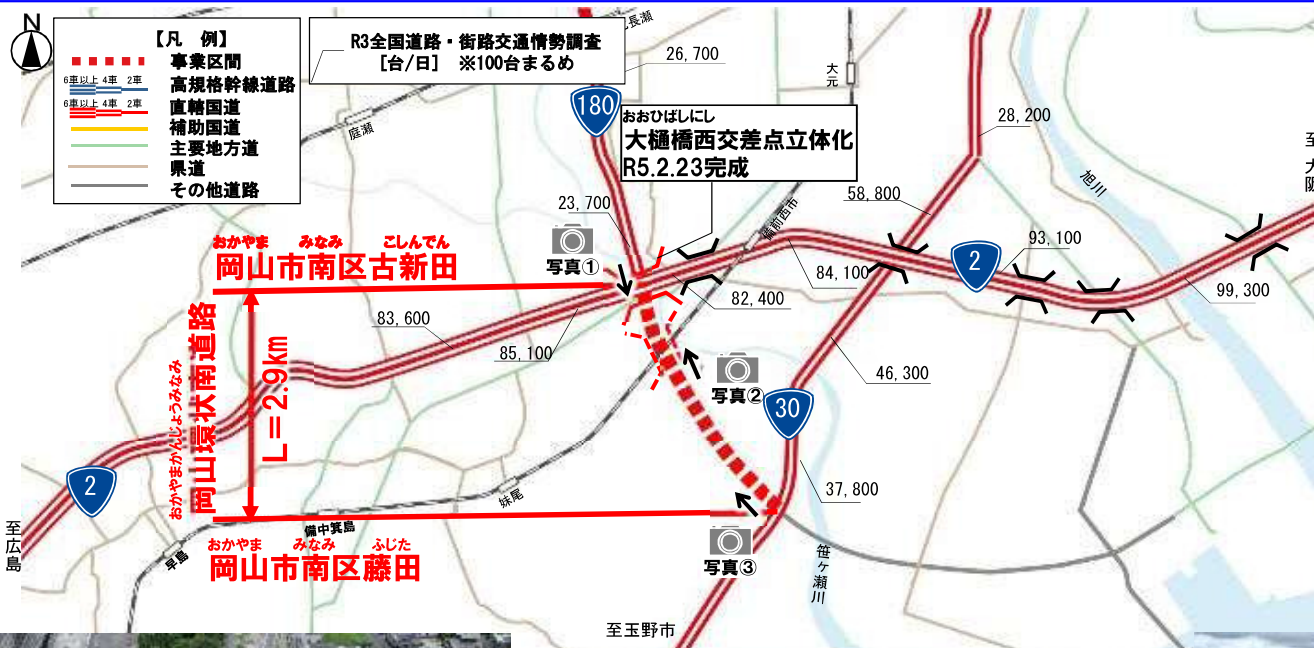 N
【凡　例】
事業区間
6車以上 4車 2車
高規格幹線道路
6車以上 4車 2車
直轄国道
補助国道
主要地方道
県道
その他道路
R3全国道路・街路交通情勢調査
[台/日]　※100台まるめ
26,700
大元
庭瀬
180
おおひばしにし
大樋橋西交差点立体化
R5.2.23完成
28,200
旭川
58,800
23,700
備前西市
写真①
93,100
2
84,100
82,400
99,300
おかやま　みなみ　こしんでん
岡山市南区古新田
83,600
85,100
おかやまかんじょうみなみ
岡山環状南道路
L＝2.9km
写真②
46,300
30
2
妹尾
37,800
至広島
備中箕島
早島
おかやま　みなみ　ふじた
岡山市南区藤田
写真③
笹ヶ瀬川
至玉野市